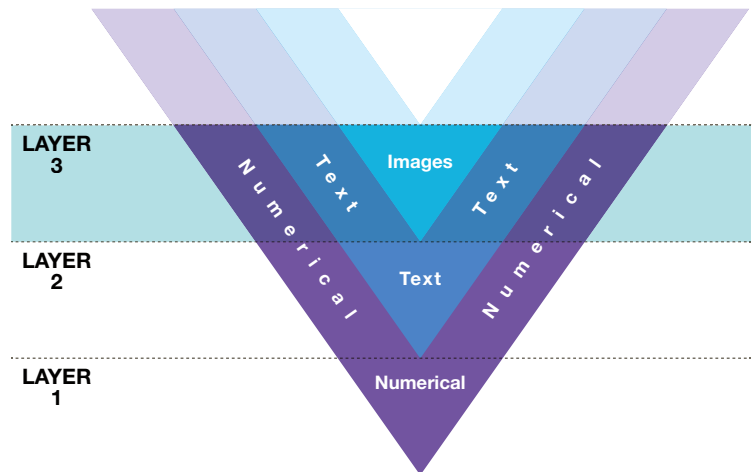 LAYER
3
Images
Text
Text
Numerical
Numerical
LAYER
2
Text
LAYER
1
Numerical